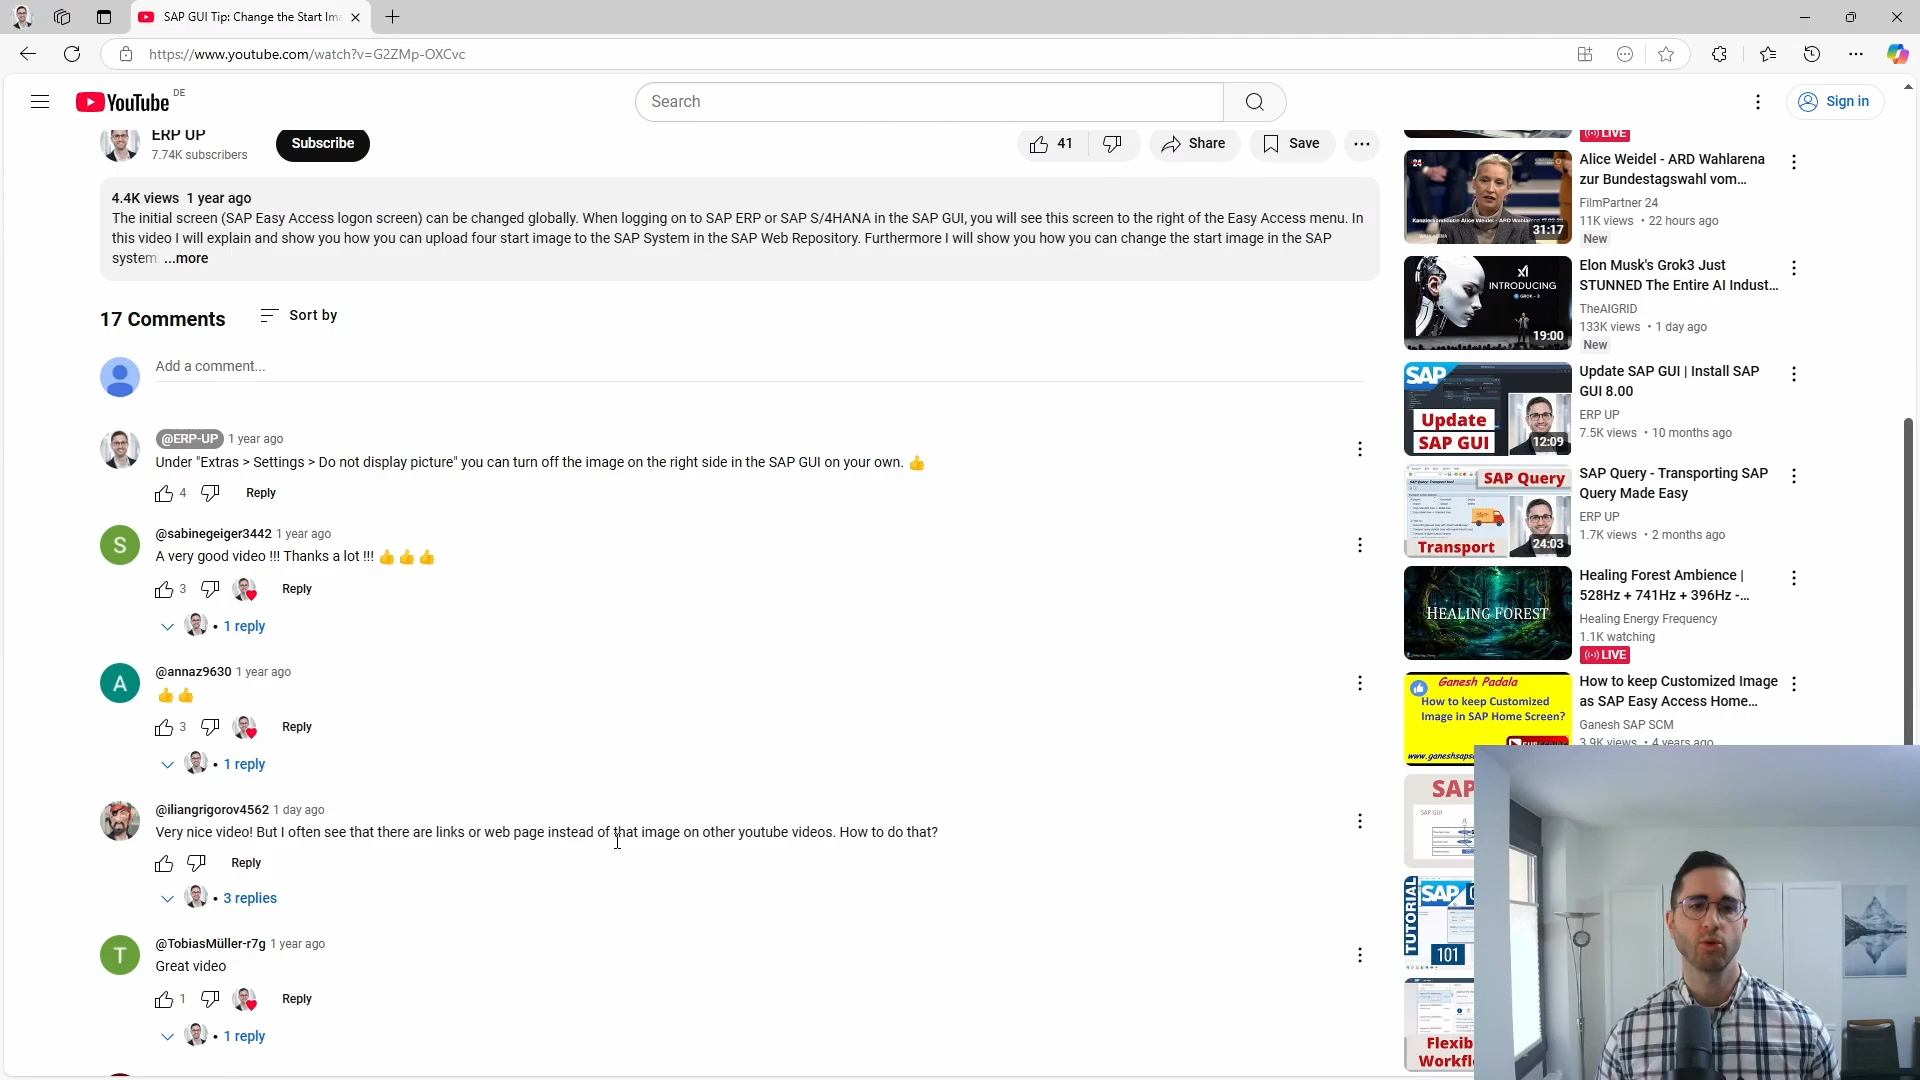 SAP GUI Tip: Change the Start Im
https://www.youtube.com/watch?v=G2ZMp-OXCvc
YouTube DE
Search
Sign in
ERP UP
7.74K subscribers
Subscribe
41
Share
Save
4.4K views 1 year ago
The initial screen (SAP Easy Access logon screen) can be changed globally. When logging on to SAP ERP or SAP S/4HANA in the SAP GUI, you will see this screen to the right of the Easy Access menu. In
this video I will explain and show you how you can upload four start image to the SAP System in the SAP Web Repository. Furthermore I will show you how you can change the start image in the SAP
system. ...more
17 Comments
Sort by
Add a comment...
@ERP-UP 1 year ago
Under "Extras > Settings > Do not display picture" you can turn off the image on the right side in the SAP GUI on your own. 👍
4
Reply
S
@sabinegeiger3442 1 year ago
A very good video !!! Thanks a lot !!! 👍👍👍
3
Reply
• 1 reply
A
@annaz9630 1 year ago
👍👍
3
Reply
• 1 reply
@iliangrigorov4562 1 day ago
Very nice video! But I often see that there are links or web page instead of that image on other youtube videos. How to do that?
Reply
• 3 replies
T
@TobiasMüller-r7g 1 year ago
Great video
1
Reply
• 1 reply
LIVE
24
31:17
Alice Weidel - ARD Wahlarena
zur Bundestagswahl vom...
FilmPartner 24
11K views • 22 hours ago
New
INTRODUCING
GROK - 3
19:00
Elon Musk's Grok3 Just
STUNNED The Entire AI Indust...
TheAIGRID
133K views • 1 day ago
New
SAP
Update
SAP GUI
12:09
Update SAP GUI | Install SAP
GUI 8.00
ERP UP
7.5K views • 10 months ago
SAP Query
Transport
24:03
SAP Query - Transporting SAP
Query Made Easy
ERP UP
1.7K views • 2 months ago
HEALING FOREST
Healing Forest Ambience |
528Hz + 741Hz + 396Hz -...
Healing Energy Frequency
1.1K watching
LIVE
Ganesh Padala
How to keep Customized
Image in SAP Home Screen?
How to keep Customized Image
as SAP Easy Access Home...
Ganesh SAP SCM
3.9K views • 4 years ago
SAP
SAP GUI
TUTORIAL
SAP
101
Flexib
Workfl